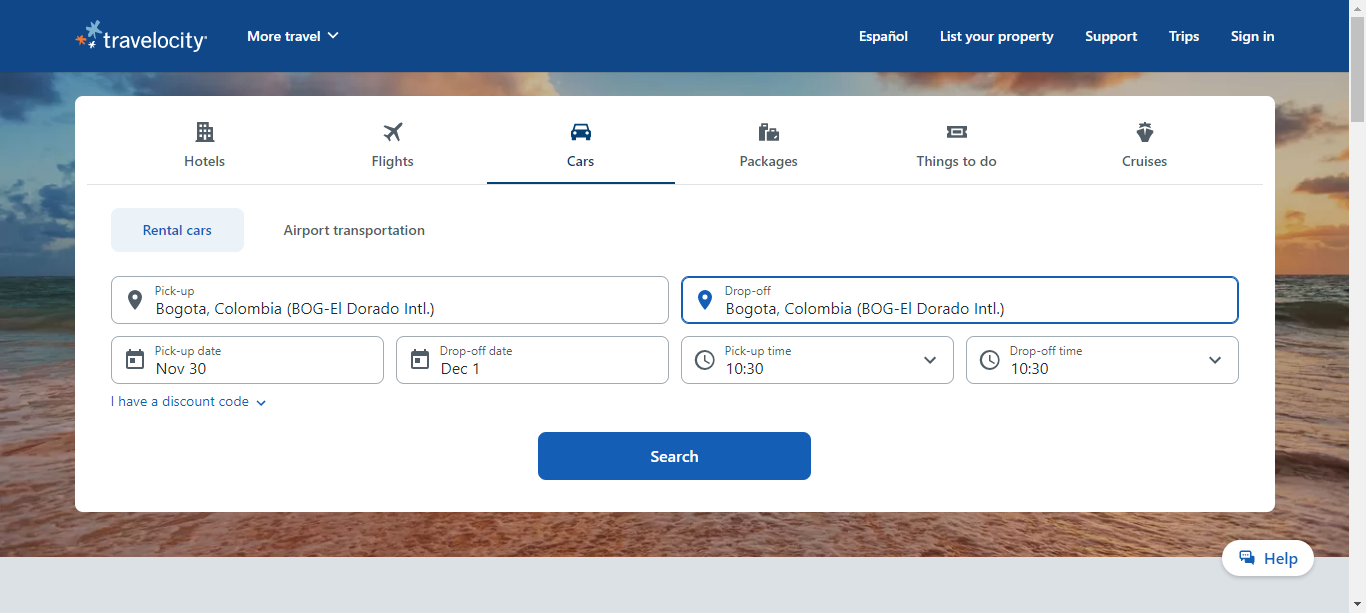 travelocity
More travel
Español
List your property
Support
Trips
Sign in
Hotels
Flights
Cars
Packages
Things to do
Cruises
Rental cars
Airport transportation
Pick-up
Bogota, Colombia (BOG-El Dorado Intl.)
Drop-off
Bogota, Colombia (BOG-El Dorado Intl.)
Pick-up date
Nov 30
Drop-off date
Dec 1
Pick-up time
10:30
Drop-off time
10:30
I have a discount code
Search
Help